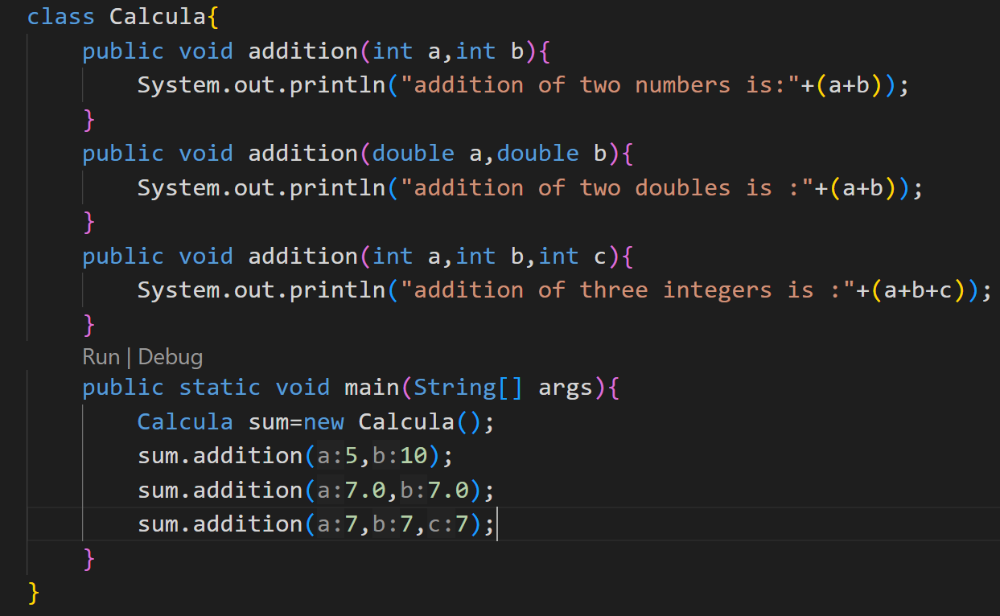 class Calcula{
    public void addition(int a,int b){
        System.out.println("addition of two numbers is:"+(a+b));
    }
    public void addition(double a,double b){
        System.out.println("addition of two doubles is :"+(a+b));
    }
    public void addition(int a,int b,int c){
        System.out.println("addition of three integers is :"+(a+b+c));
    }
    Run | Debug
    public static void main(String[] args){
        Calcula sum=new Calcula();
        sum.addition(a:5,b:10);
        sum.addition(a:7.0,b:7.0);
        sum.addition(a:7,b:7,c:7);
    }
}